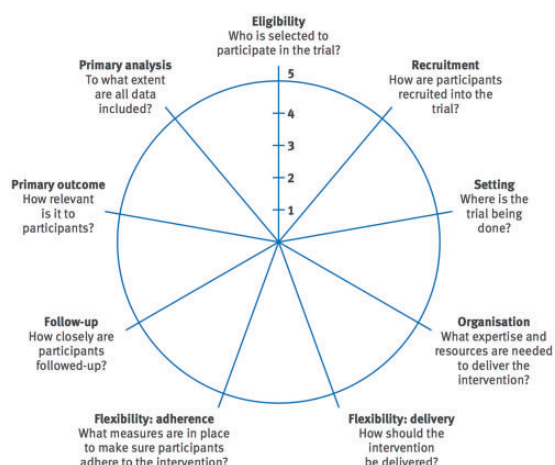 Eligibility
Who is selected to
participate in the trial?
Recruitment
How are participants
recruited into the
trial?
Setting
Where is the
trial being
done?
Organisation
What expertise and
resources are needed
to deliver the
intervention?
Flexibility: delivery
How should the
intervention
be delivered?
Flexibility: adherence
What measures are in place
to make sure participants
adhere to the intervention?
Follow-up
How closely are
participants
followed-up?
Primary outcome
How relevant
is it to
participants?
Primary analysis
To what extent
are all data
included?
5
4
3
2
1